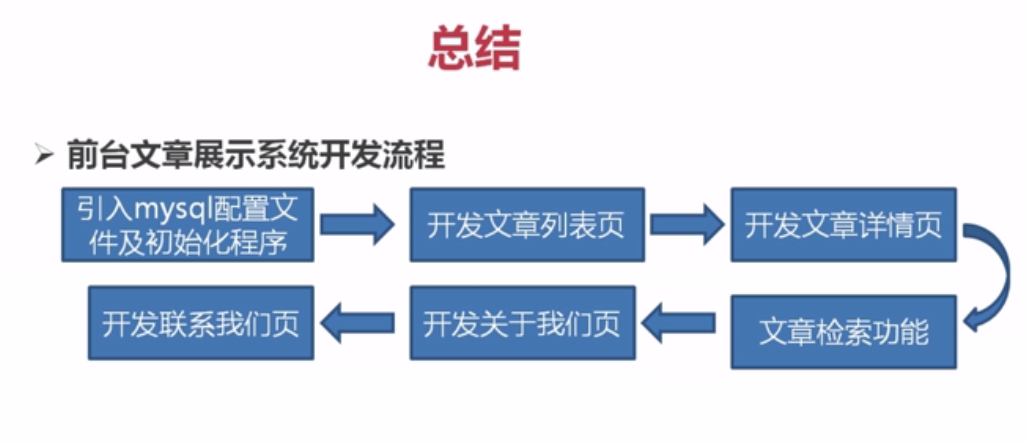 总结
前台文章展示系统开发流程
引入mysql配置文
件及初始化程序
开发文章列表页
开发文章详情页
文章检索功能
开发关于我们页
开发联系我们页